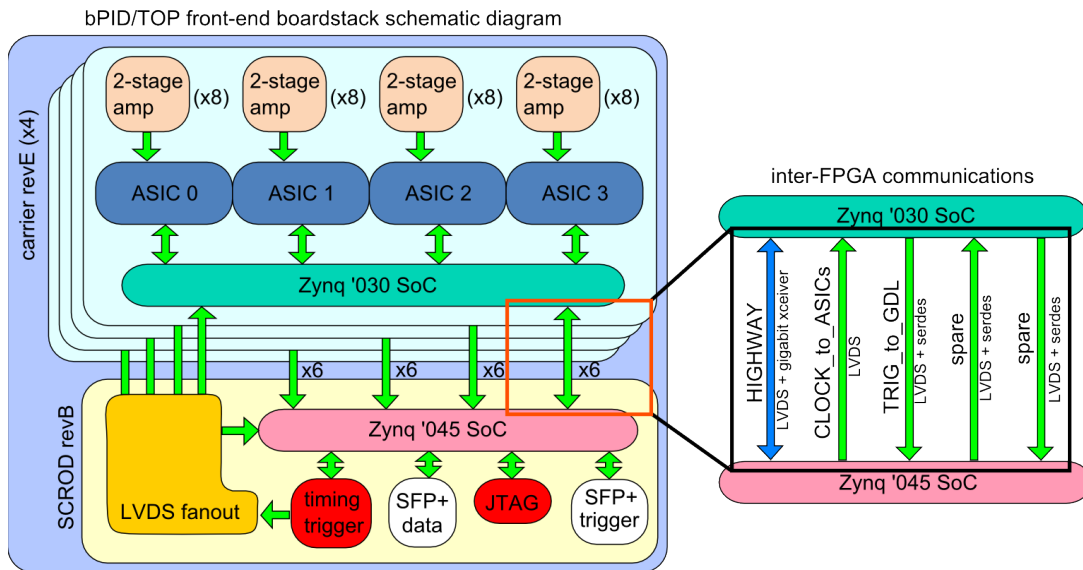 bPID/TOP front-end boardstack schematic diagram
carrier revE (x4)
2-stage
amp
(x8)
2-stage
amp
(x8)
2-stage
amp
(x8)
2-stage
amp
(x8)
ASIC 0
ASIC 1
ASIC 2
ASIC 3
Zynq '030 SoC
x6
x6
x6
x6
SCROD revB
Zynq '045 SoC
LVDS fanout
timing
trigger
SFP+
data
JTAG
SFP+
trigger
inter-FPGA communications
Zynq '030 SoC
HIGHWAY
LVDS + gigabit xceiver
CLOCK_to_ASICs
LVDS
TRIG_to_GDL
LVDS + serdes
spare
LVDS + serdes
spare
LVDS + serdes
Zynq '045 SoC